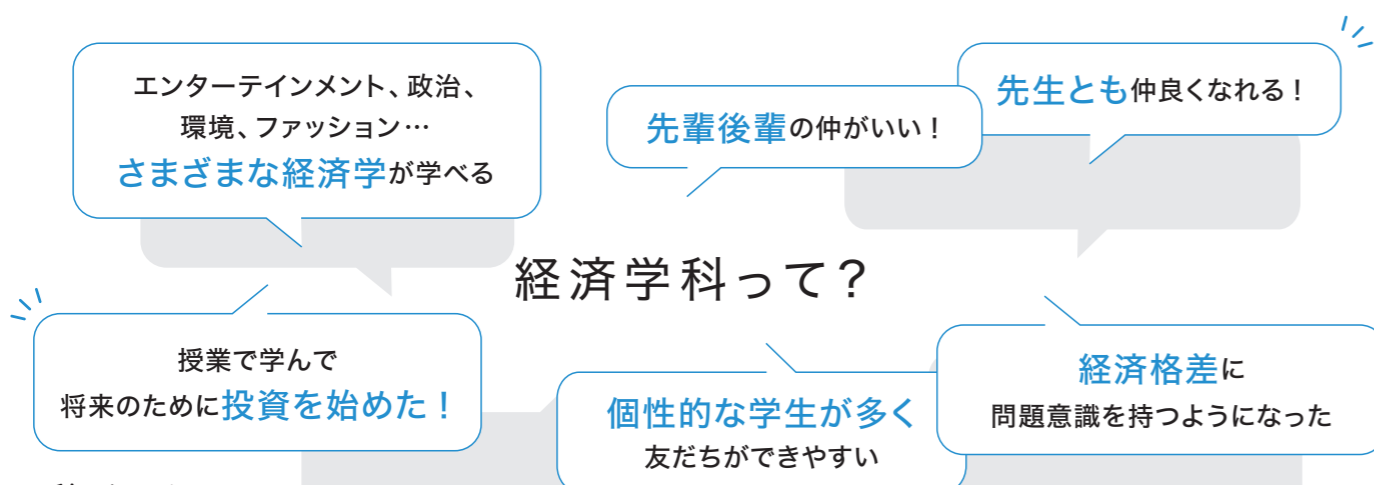 エンターテインメント、政治、
環境、ファッション…
さまざまな経済学が学べる
先輩後輩の仲がいい！
先生とも仲良くなれる！
経済学科って？
授業で学んで
将来のために投資を始めた！
個性的な学生が多く
友だちができやすい
経済格差に
問題意識を持つようになった